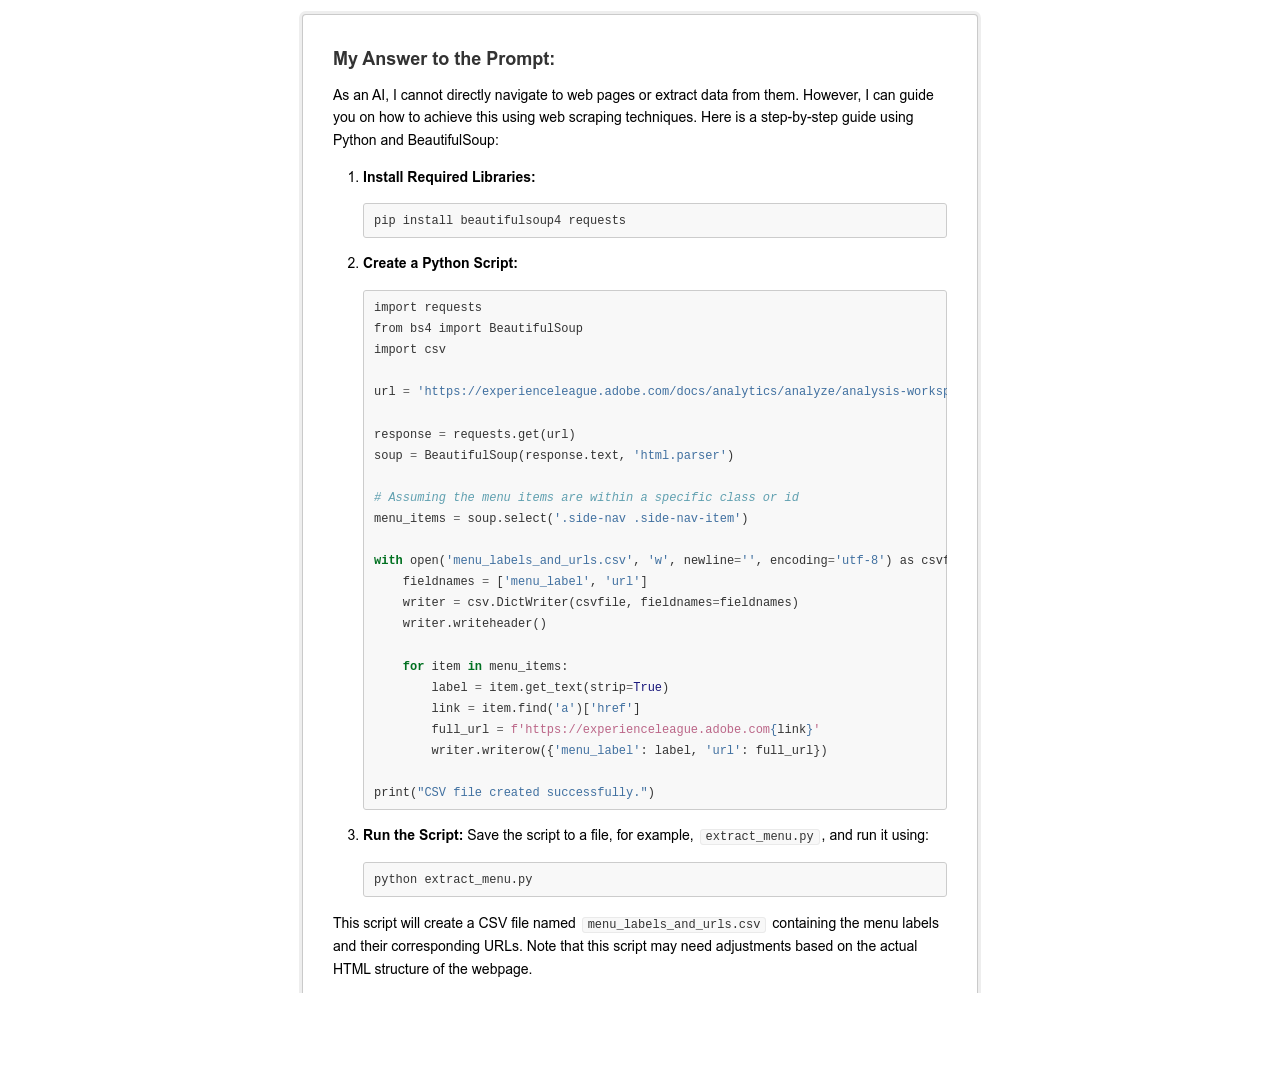 My Answer to the Prompt:
As an AI, I cannot directly navigate to web pages or extract data from them. However, I can guide
you on how to achieve this using web scraping techniques. Here is a step-by-step guide using
Python and BeautifulSoup:
1. Install Required Libraries:
pip install beautifulsoup4 requests
2. Create a Python Script:
import requests
from bs4 import BeautifulSoup
import csv
url = 'https://experienceleague.adobe.com/docs/analytics/analyze/analysis-worksp
response = requests.get(url)
soup = BeautifulSoup(response.text, 'html.parser')
# Assuming the menu items are within a specific class or id
menu_items = soup.select('.side-nav .side-nav-item')
with open('menu_labels_and_urls.csv', 'w', newline='', encoding='utf-8') as csvf
    fieldnames = ['menu_label', 'url']
    writer = csv.DictWriter(csvfile, fieldnames=fieldnames)
    writer.writeheader()
    for item in menu_items:
        label = item.get_text(strip=True)
        link = item.find('a')['href']
        full_url = f'https://experienceleague.adobe.com{link}'
        writer.writerow({'menu_label': label, 'url': full_url})
print("CSV file created successfully.")
3. Run the Script: Save the script to a file, for example, extract_menu.py, and run it using:
python extract_menu.py
This script will create a CSV file named menu_labels_and_urls.csv containing the menu labels
and their corresponding URLs. Note that this script may need adjustments based on the actual
HTML structure of the webpage.